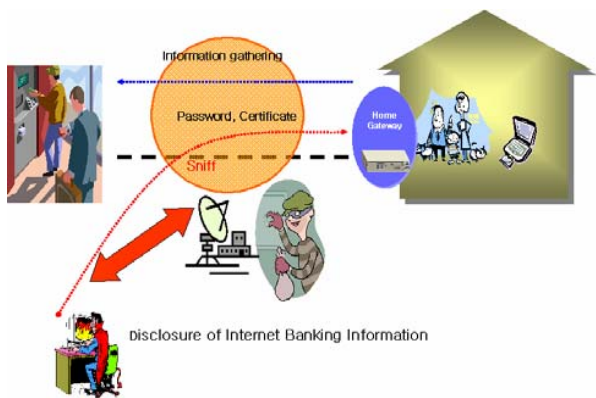 Information gathering
Password, Certificate
Home
Gateway
Sniff
Disclosure of Internet Banking Information